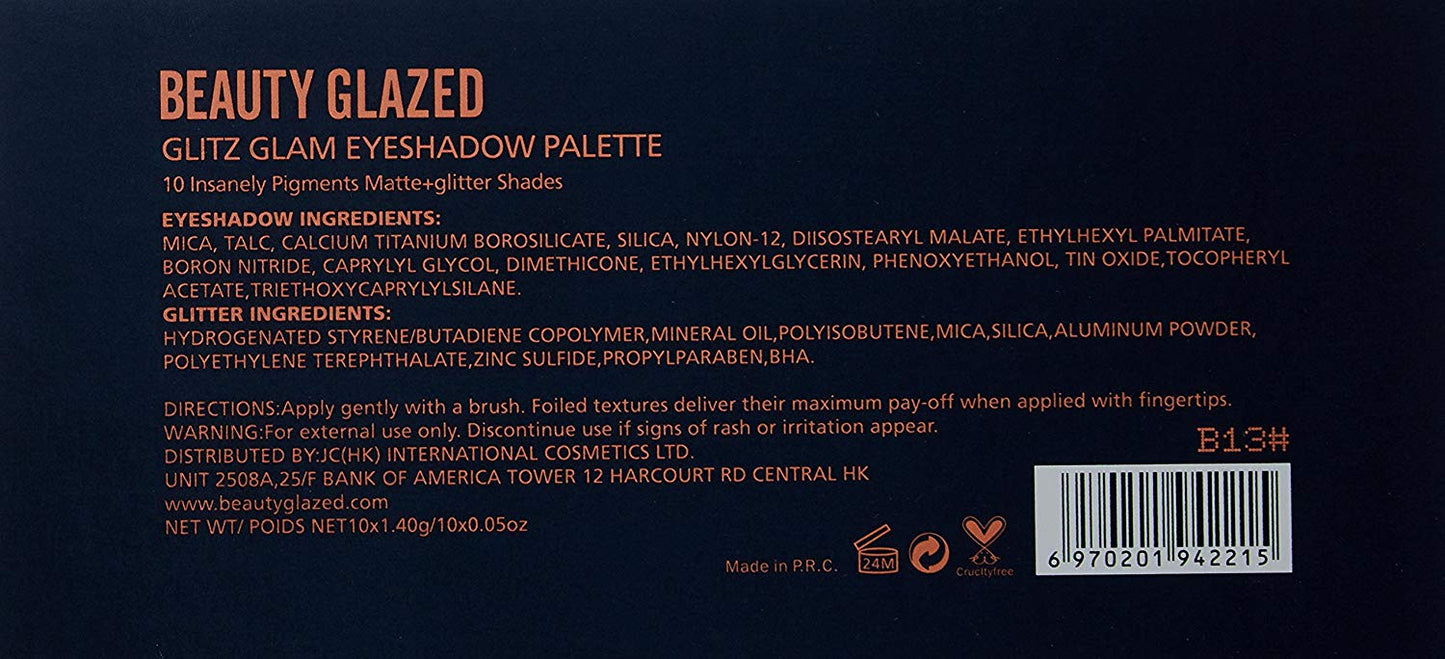 BEAUTY GLAZED
GLITZ GLAM EYESHADOW PALETTE
10 Insanely Pigments Matte+glitter Shades
EYESHADOW INGREDIENTS:
MICA, TALC, CALCIUM TITANIUM BOROSILICATE, SILICA, NYLON-12, DIISOSTEARYL MALATE, ETHYLHEXYL PALMITATE,
BORON NITRIDE, CAPRYLYL GLYCOL, DIMETHICONE, ETHYLHEXYLGLYCERIN, PHENOXYETHANOL, TIN OXIDE,TOCOPHERYL
ACETATE,TRIETHOXYCAPRYLYLSILANE.
GLITTER INGREDIENTS:
HYDROGENATED STYRENE/BUTADIENE COPOLYMER,MINERAL OIL,POLYISOBUTENE,MICA,SILICA,ALUMINUM POWDER,
POLYETHYLENE TEREPHTHALATE,ZINC SULFIDE,PROPYLPARABEN,BHA.
DIRECTIONS:Apply gently with a brush. Foiled textures deliver their maximum pay-off when applied with fingertips.
WARNING:For external use only. Discontinue use if signs of rash or irritation appear.
DISTRIBUTED BY:JC(HK) INTERNATIONAL COSMETICS LTD.
UNIT 2508A,25/F BANK OF AMERICA TOWER 12 HARCOURT RD CENTRAL HK
www.beautyglazed.com
NET WT/ POIDS NET10x1.40g/10x0.05oz
B13#
Made in P.R.C.
24M
Crueltyfree
6 970201 942215